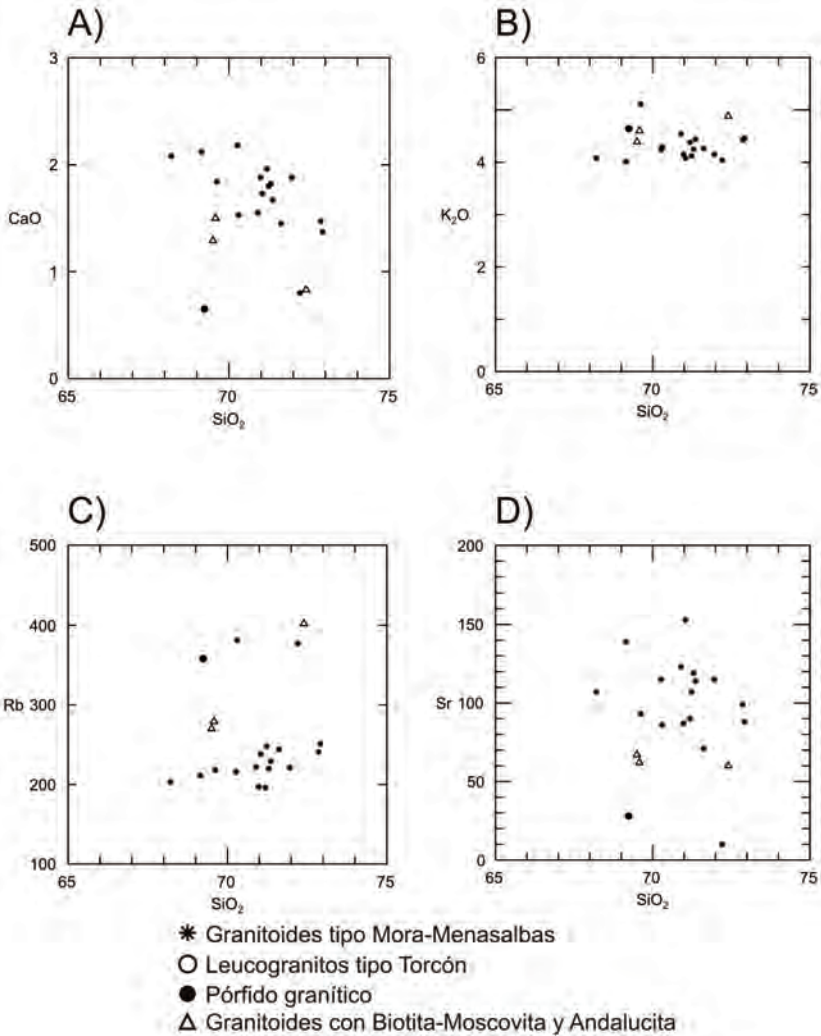 A)
3
2
CaO
1
0
65
70
75
SiO₂
B)
6
4
K₂O
2
0
65
70
75
SiO₂
C)
500
400
300
Rb
200
100
65
70
75
SiO₂
D)
200
150
100
Sr
50
0
65
70
75
SiO₂
Granitoides tipo Mora-Menasalbas
Leucogranitos tipo Torcón
Pórfido granítico
Granitoides con Biotita-Moscovita y Andalucita